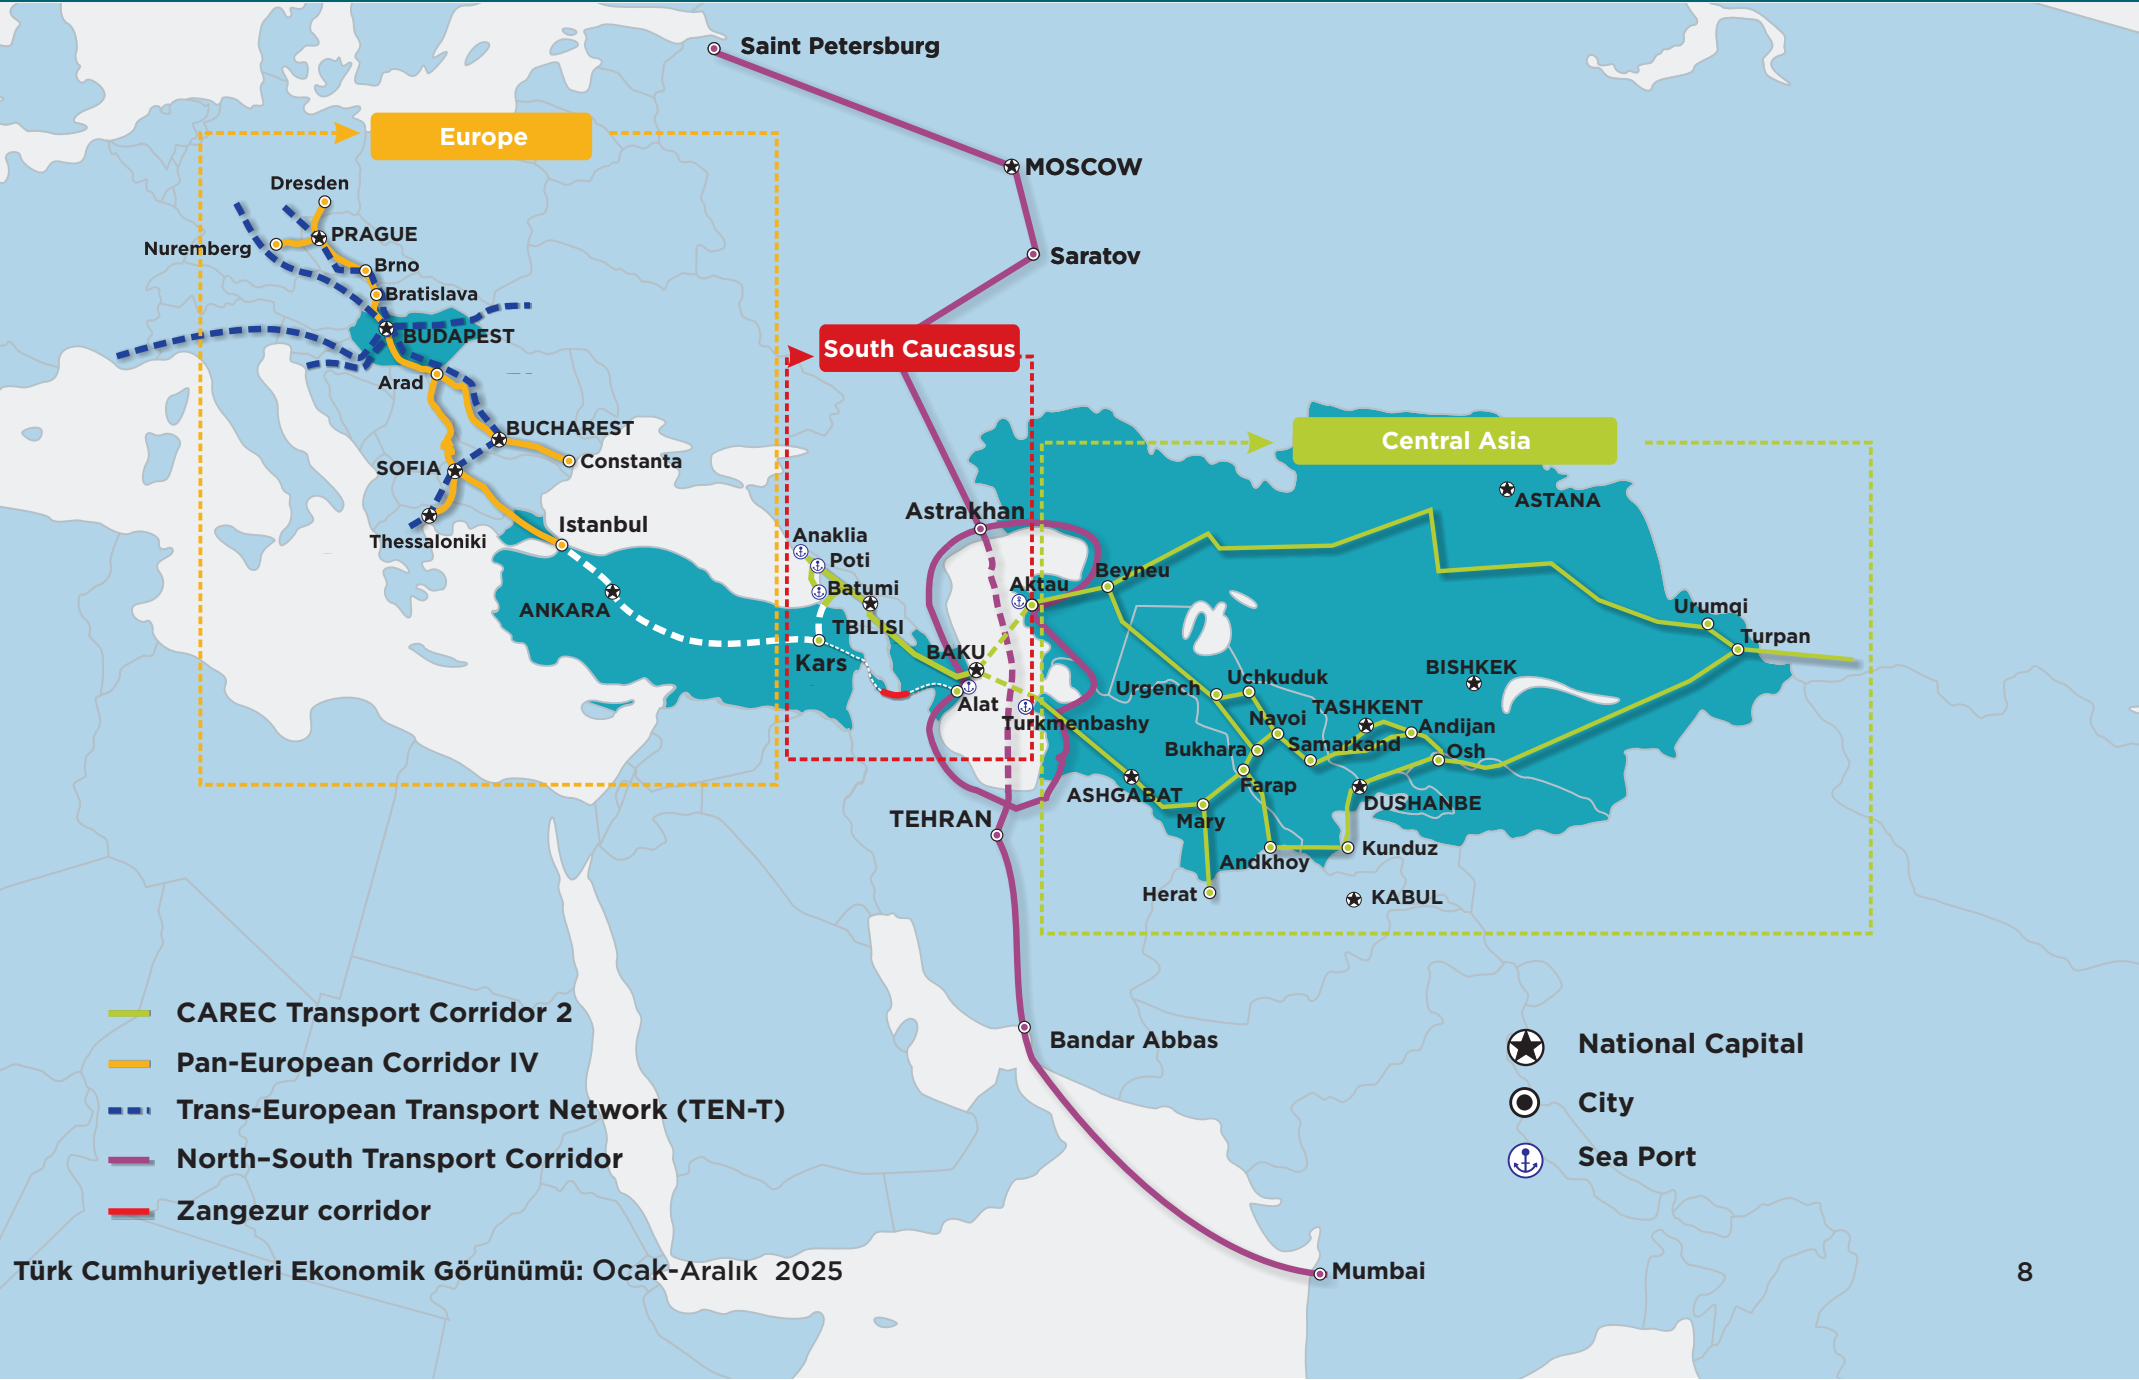 Saint Petersburg
Europe
MOSCOW
Dresden
PRAGUE
Nuremberg
Brno
Saratov
Bratislava
BUDAPEST
South Caucasus
Arad
BUCHAREST
Central Asia
SOFIA
Constanta
ASTANA
Astrakhan
Istanbul
Anaklia
Thessaloniki
Poti
Beyneu
Aktau
Batumi
ANKARA
Urumqi
TBILISI
Turpan
BAKU
Kars
BISHKEK
Uchkuduk
Urgench
Alat
TASHKENT
Navoi
Turkmenbashy
Andijan
Bukhara
Samarkand
Osh
Farap
ASHGABAT
DUSHANBE
TEHRAN
Mary
Kunduz
Andkhoy
Herat
KABUL
CAREC Transport Corridor 2
Pan-European Corridor IV
Trans-European Transport Network (TEN-T)
North–South Transport Corridor
Zangezur corridor
Bandar Abbas
National Capital
City
Sea Port
Mumbai
Türk Cumhuriyetleri Ekonomik Görünümü: Ocak-Aralık 2025
8